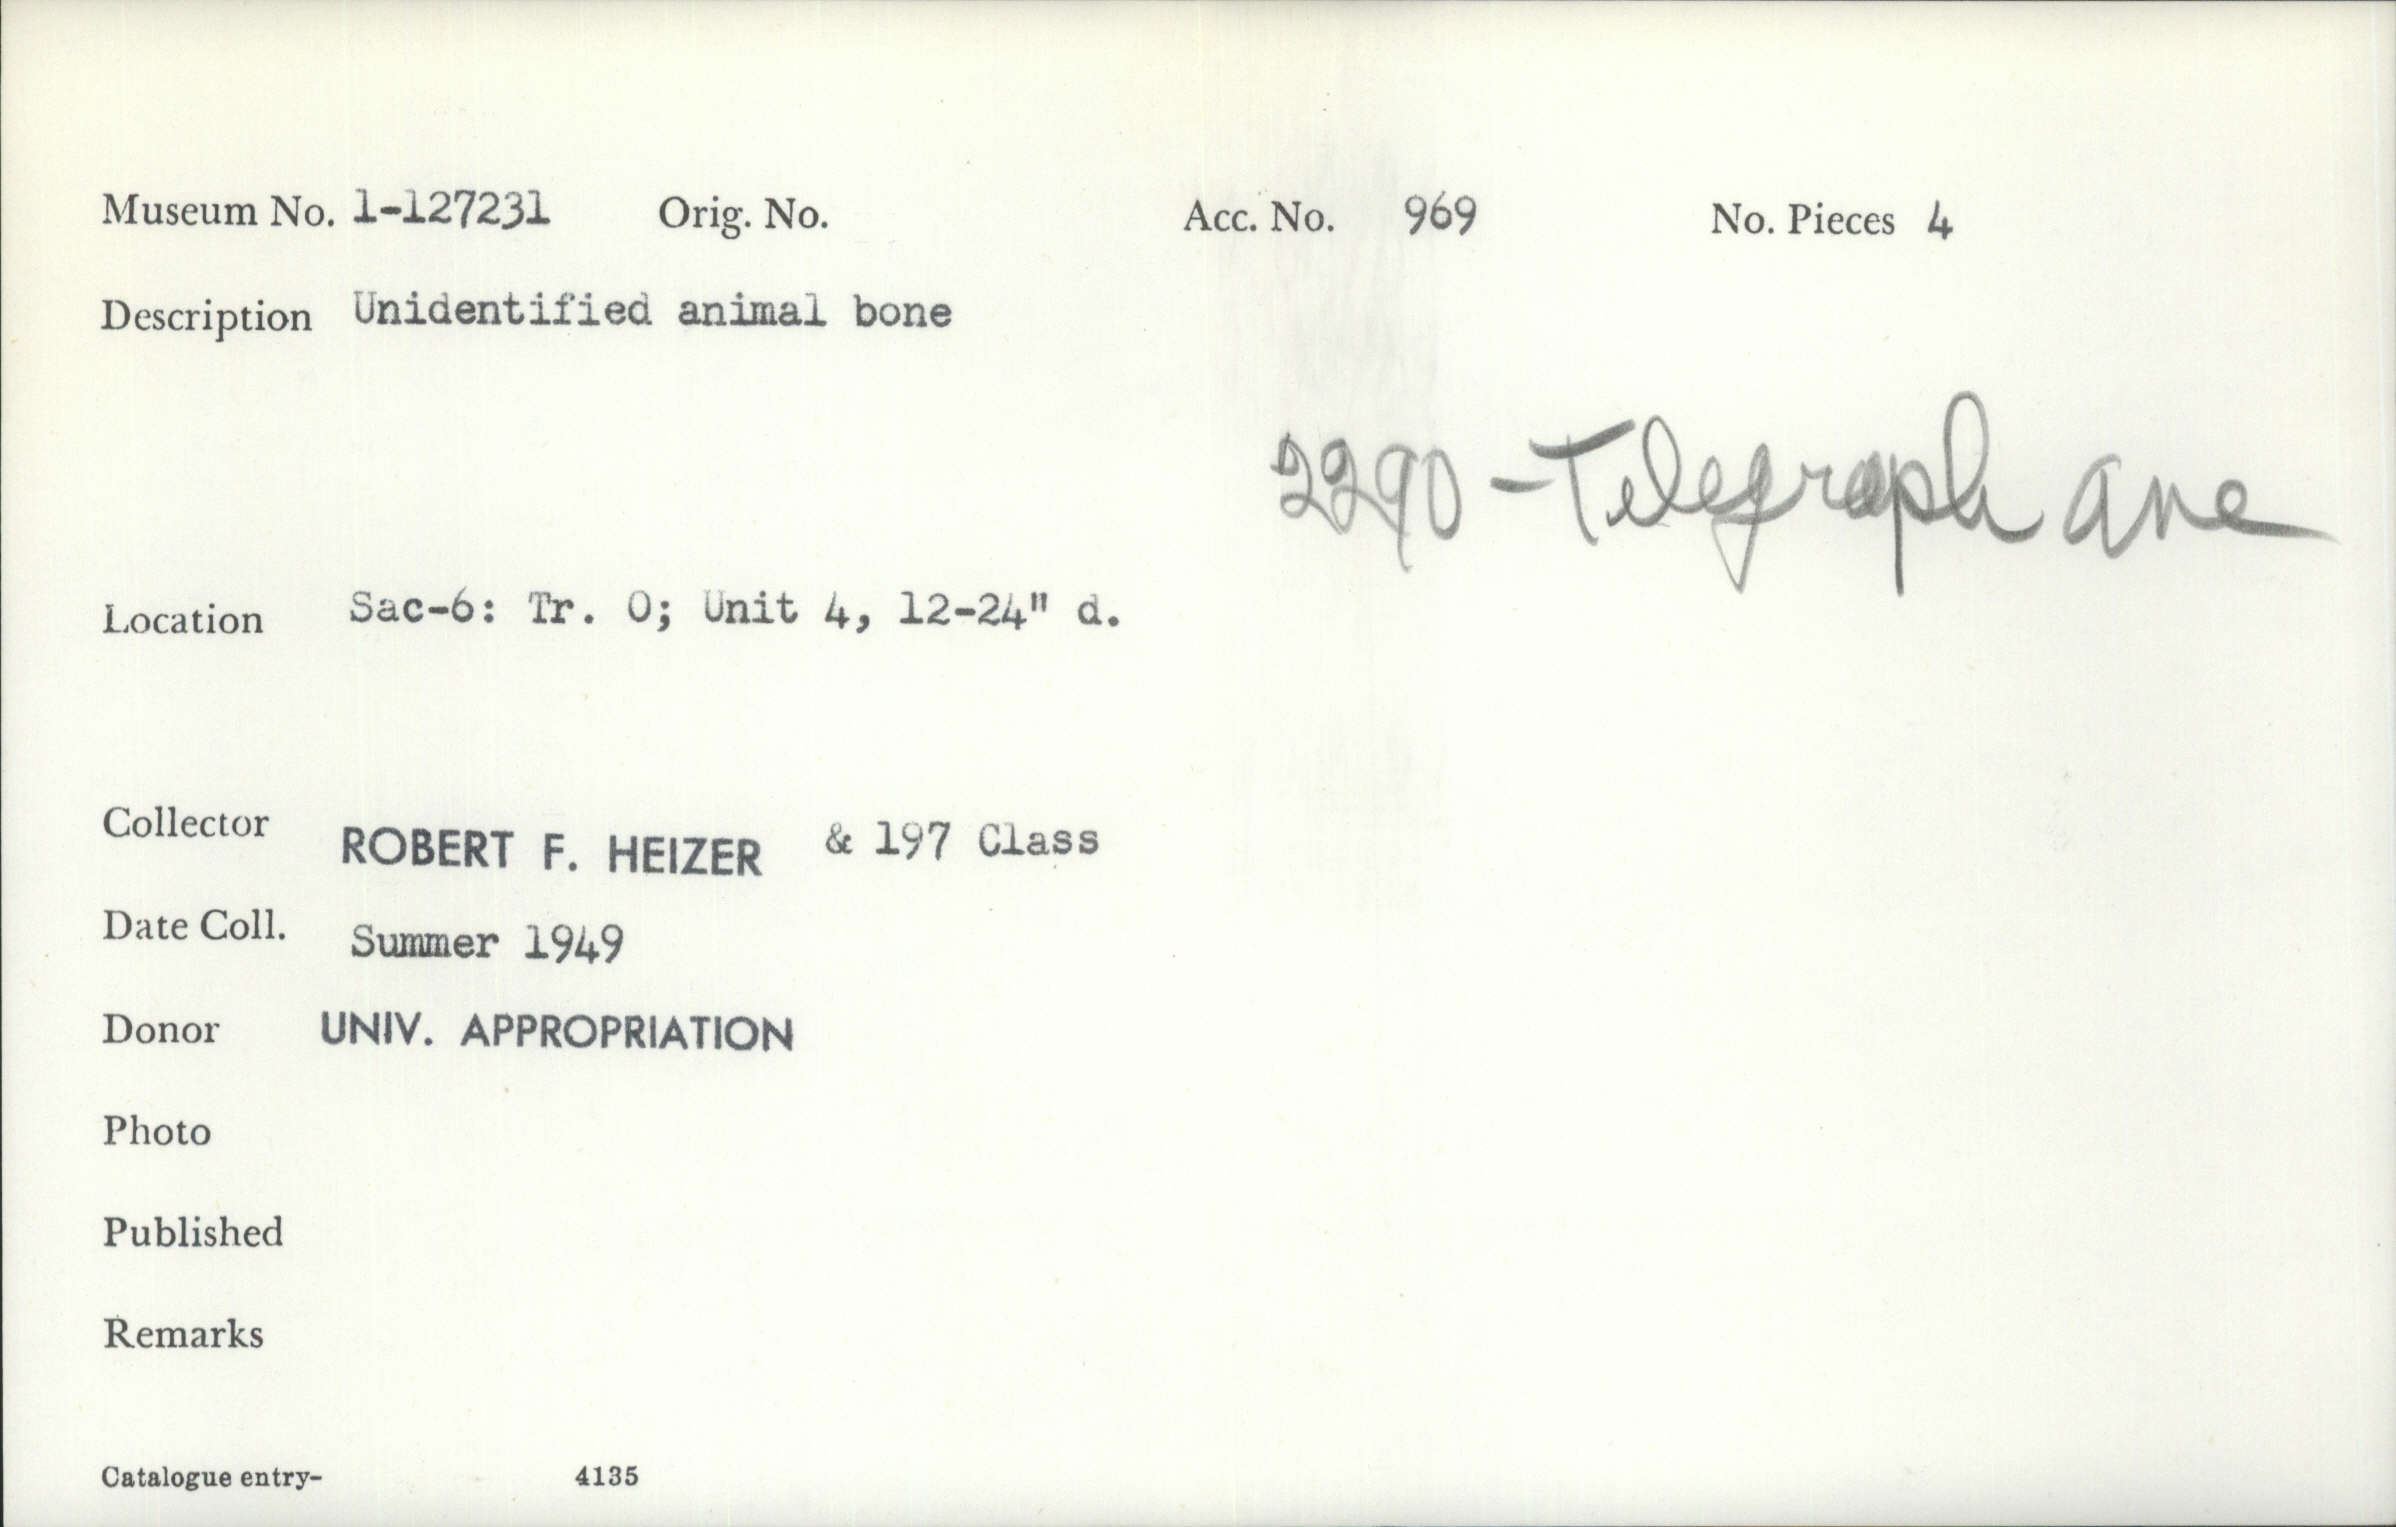 Museum No. 1-127231 Orig. No. Acc. No. 969 No. Pieces 4
Description Unidentified animal bone
2290 - Telegraph ave
Location Sac-6: Tr. O; Unit 4, 12-24" d.
Collector ROBERT F. HEIZER & 197 Class
Date Coll. Summer 1949
Donor UNIV. APPROPRIATION
Photo
Published
Remarks
Catalogue entry- 4135